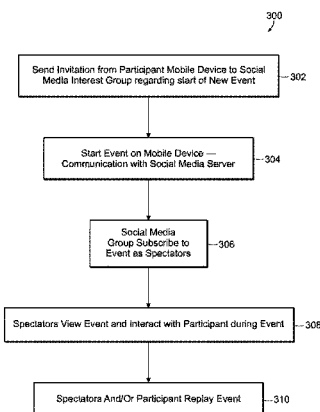 300
Send Invitation from Participant Mobile Device to Social
Media Interest Group regarding start of New Event
302
Start Event on Mobile Device —
Communication with Social Media Server
304
Social Media
Group Subscribe to
Event as Spectators
306
Spectators View Event and interact with Participant during Event
308
Spectators And/Or Participant Replay Event
310